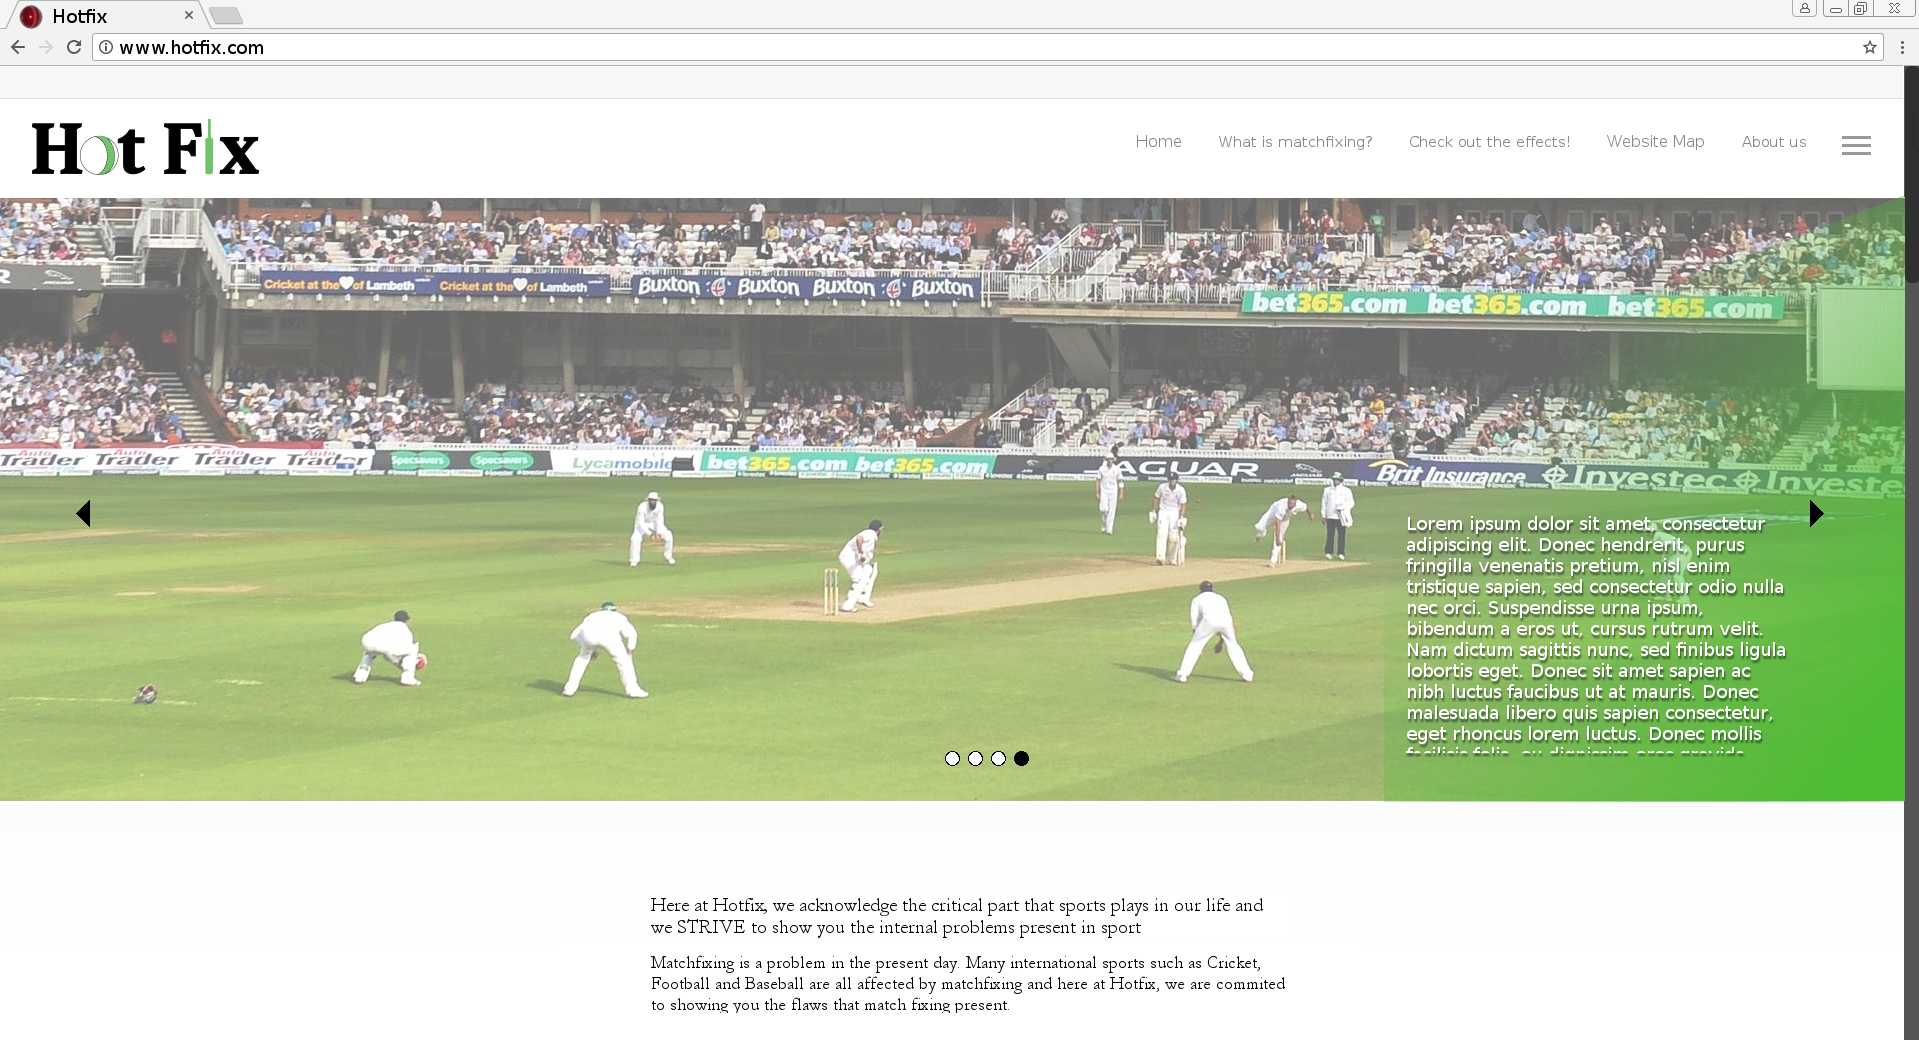 Hotfix
www.hotfix.com
Hot Fix
Home What is matchfixing? Check out the effects! Website Map About us
Cricket at the of Lambeth Cricket at the of Lambeth Buxton Buxton Buxton Buxton
bet365.com bet365.com bet365.com
Auto Trader Auto Trader Auto Trader Auto Trader Specsavers Specsavers Lycamobile bet365.com bet365.com JAGUAR Brit Insurance Investec Investec
Lorem ipsum dolor sit amet, consectetur
adipiscing elit. Donec hendrerit, purus
fringilla venenatis pretium, nisl enim
tristique sapien, sed consectetur odio nulla
nec orci. Suspendisse urna ipsum,
bibendum a eros ut, cursus rutrum velit.
Nam dictum sagittis nunc, sed finibus ligula
lobortis eget. Donec sit amet sapien ac
nibh luctus faucibus ut at mauris. Donec
malesuada libero quis sapien consectetur,
eget rhoncus lorem luctus. Donec mollis
Here at Hotfix, we acknowledge the critical part that sports plays in our life and
we STRIVE to show you the internal problems present in sport
Matchfixing is a problem in the present day. Many international sports such as Cricket,
Football and Baseball are all affected by matchfixing and here at Hotfix, we are commited
to showing you the flaws that match fixing present.